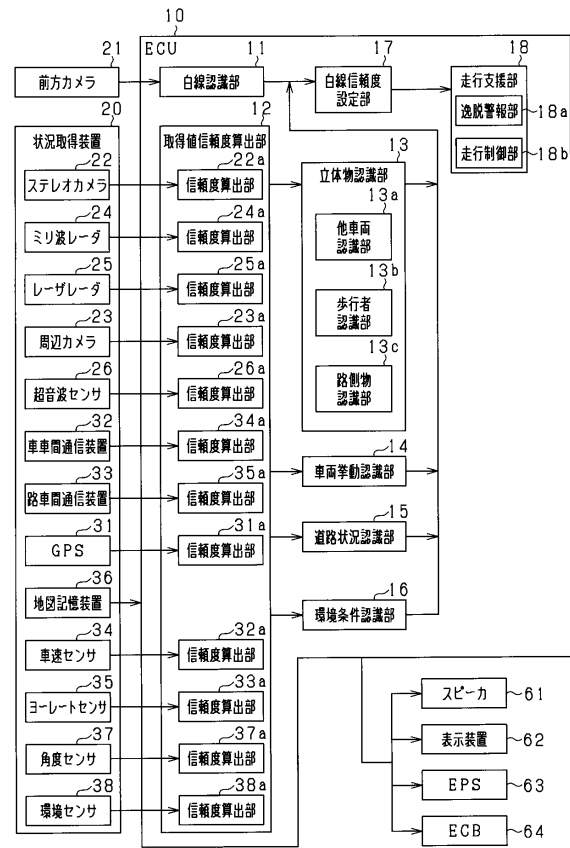 10
21
ECU
11
17
18
前方カメラ
白線認識部
白線信頼度
設定部
走行支援部
逸脱警報部
18a
走行制御部
18b
20
状況取得装置
12
取得値信頼度算出部
22
ステレオカメラ
22a
信頼度算出部
24
ミリ波レーダ
24a
信頼度算出部
25
レーザレーダ
25a
信頼度算出部
23
周辺カメラ
23a
信頼度算出部
26
超音波センサ
26a
信頼度算出部
32
車車間通信装置
34a
信頼度算出部
33
路車間通信装置
35a
信頼度算出部
31
GPS
31a
信頼度算出部
36
地図記憶装置
34
車速センサ
32a
信頼度算出部
35
ヨーレートセンサ
33a
信頼度算出部
37
角度センサ
37a
信頼度算出部
38
環境センサ
38a
信頼度算出部
13
立体物認識部
13a
他車両
認識部
13b
歩行者
認識部
13c
路側物
認識部
14
車両挙動認識部
15
道路状況認識部
16
環境条件認識部
スピーカ
61
表示装置
62
EPS
63
ECB
64